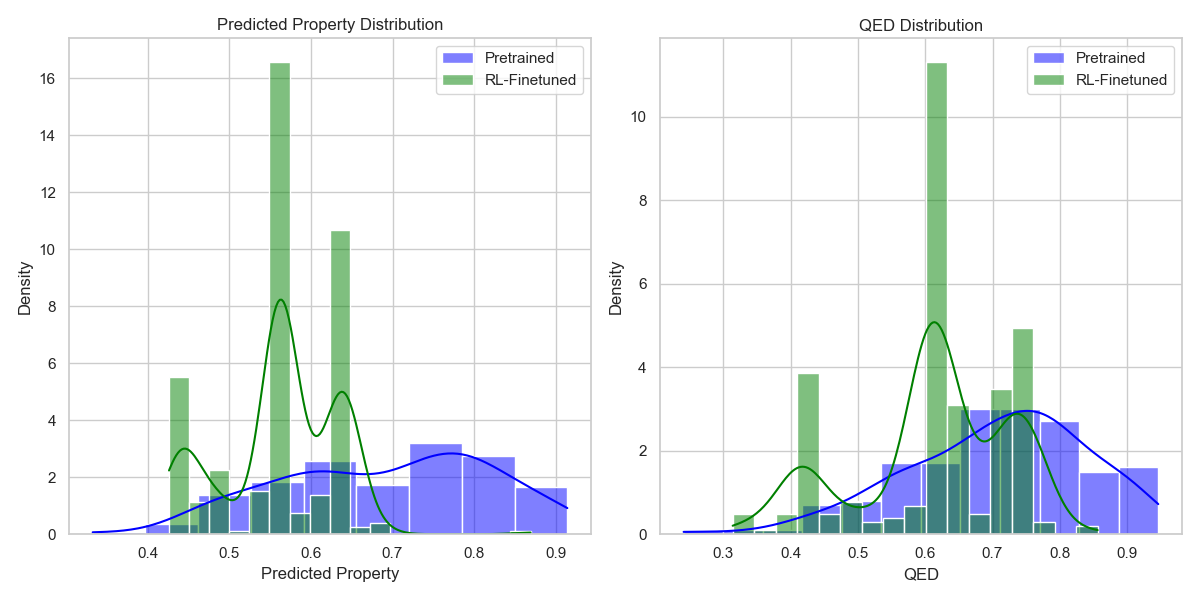 Predicted Property Distribution
Pretrained
RL-Finetuned
16
14
12
10
8
6
4
2
0
Density
0.4 0.5 0.6 0.7 0.8 0.9
Predicted Property
QED Distribution
Pretrained
RL-Finetuned
10
8
6
4
2
0
Density
0.3 0.4 0.5 0.6 0.7 0.8 0.9
QED